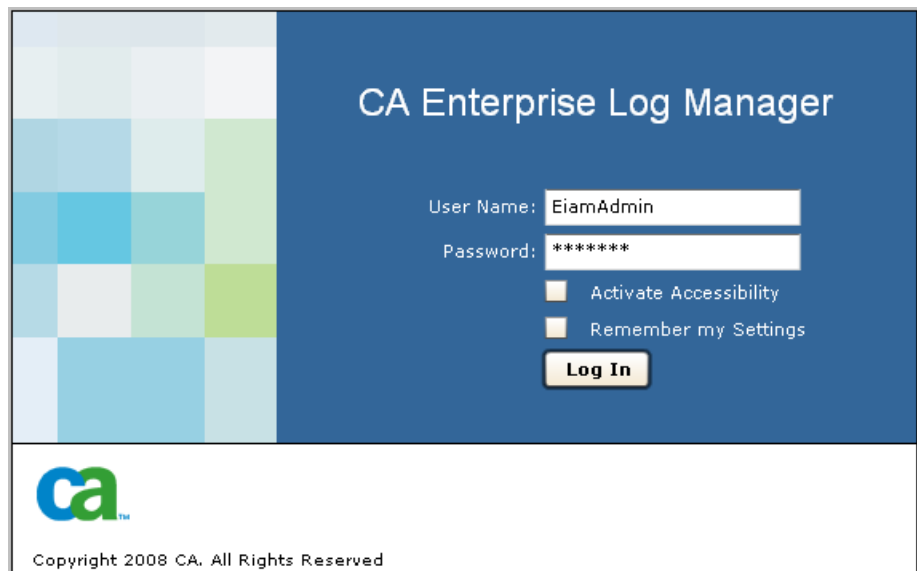 CA Enterprise Log Manager
User Name: EiamAdmin
Password: *******
Activate Accessibility
Remember my Settings
Log In
ca™
Copyright 2008 CA. All Rights Reserved